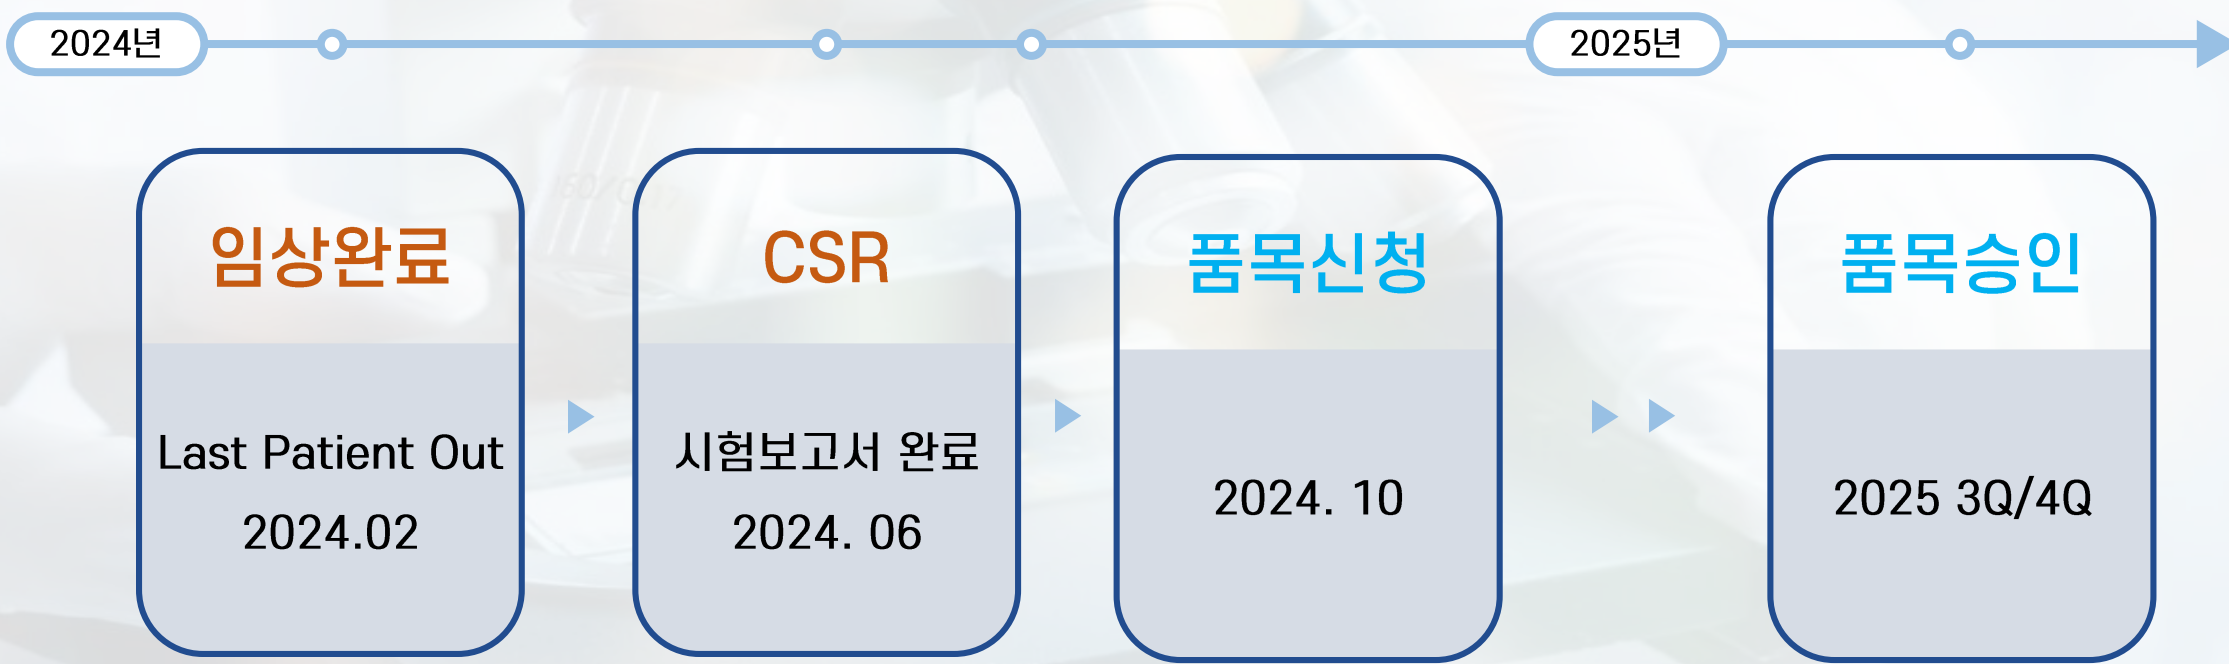 2024년
2025년
임상완료
Last Patient Out
2024.02
CSR
시험보고서 완료
2024. 06
품목신청
2024. 10
품목승인
2025 3Q/4Q